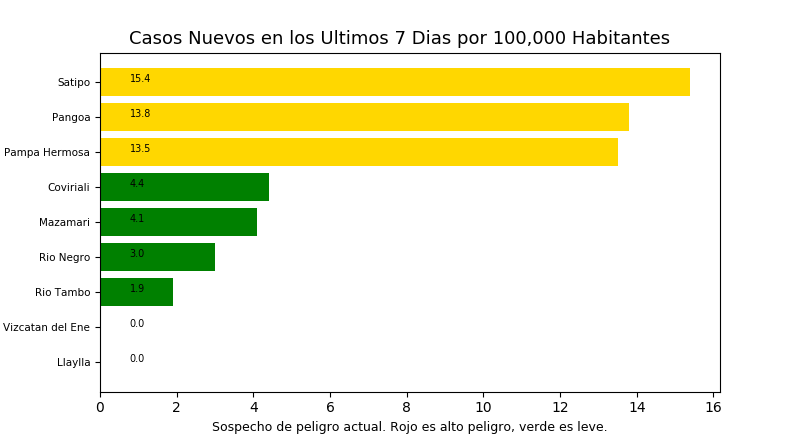 Casos Nuevos en los Ultimos 7 Dias por 100,000 Habitantes
Satipo 15.4
Pangoa 13.8
Pampa Hermosa 13.5
Coviriali 4.4
Mazamari 4.1
Rio Negro 3.0
Rio Tambo 1.9
Vizcatan del Ene 0.0
Llaylla 0.0
0 2 4 6 8 10 12 14 16
Sospecho de peligro actual. Rojo es alto peligro, verde es leve.